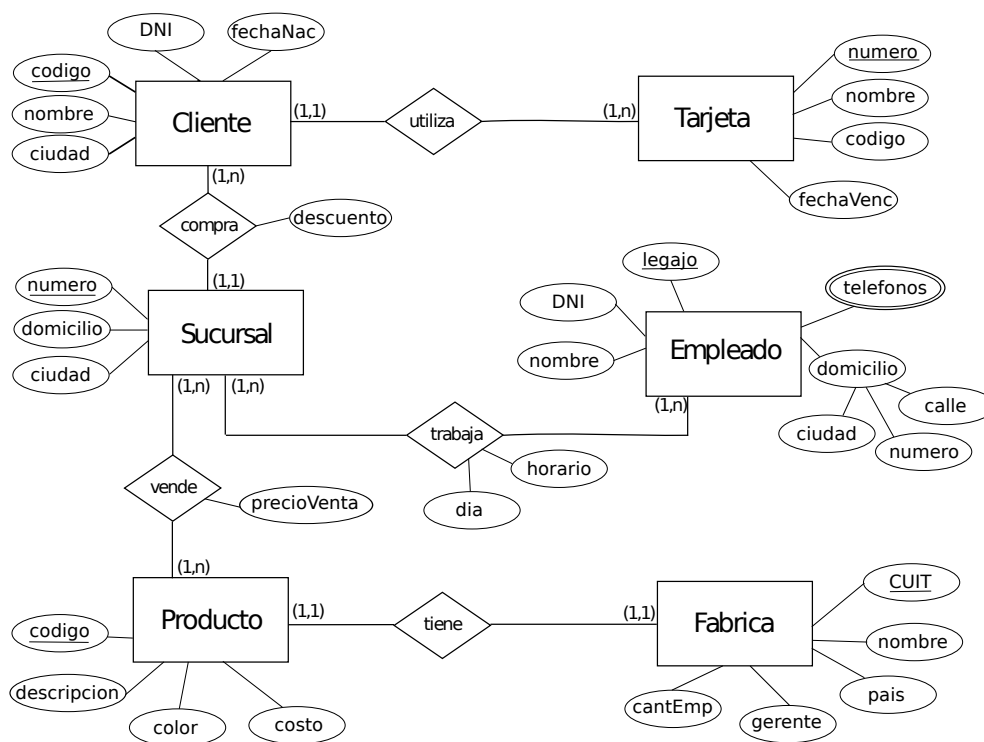 DNI
fechaNac
codigo
nombre
ciudad
Cliente
(1,1)
utiliza
(1,n)
Tarjeta
numero
nombre
codigo
fechaVenc
(1,n)
compra
descuento
(1,1)
numero
domicilio
ciudad
Sucursal
(1,n)
(1,n)
legajo
DNI
nombre
Empleado
telefonos
domicilio
calle
ciudad
numero
(1,n)
trabaja
horario
dia
vende
precioVenta
(1,n)
Producto
(1,1)
tiene
(1,1)
Fabrica
codigo
descripcion
color
costo
CUIT
nombre
pais
cantEmp
gerente